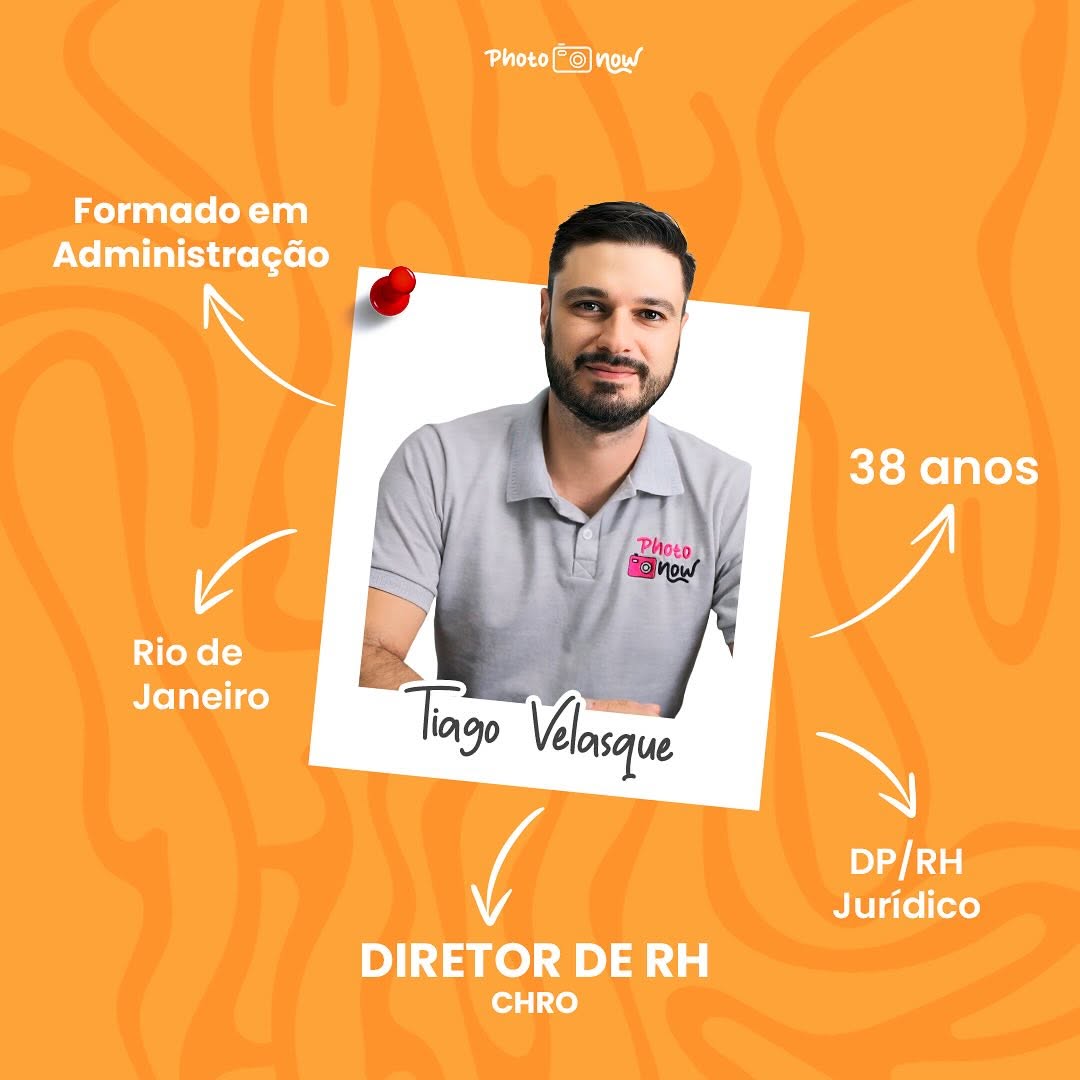 Photo now
Formado em
Administração
38 anos
Photo
now
Rio de
Janeiro
Tiago Velasque
DP/RH
Jurídico
DIRETOR DE RH
CHRO